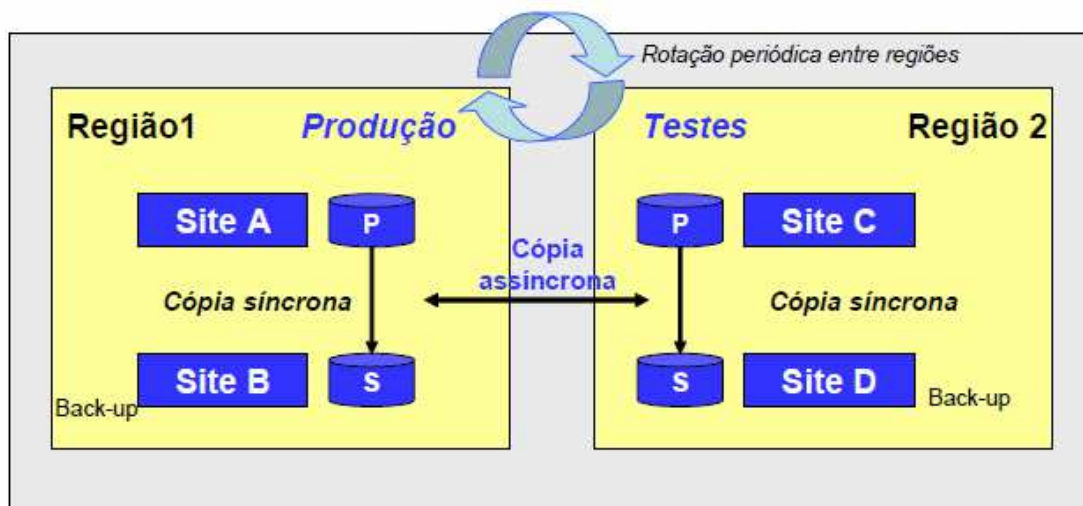 Rotação periódica entre regiões
Região1
Produção
Testes
Região 2
Site A
P
P
Site C
Cópia
assíncrona
Cópia síncrona
Cópia síncrona
Site B
S
S
Site D
Back-up
Back-up